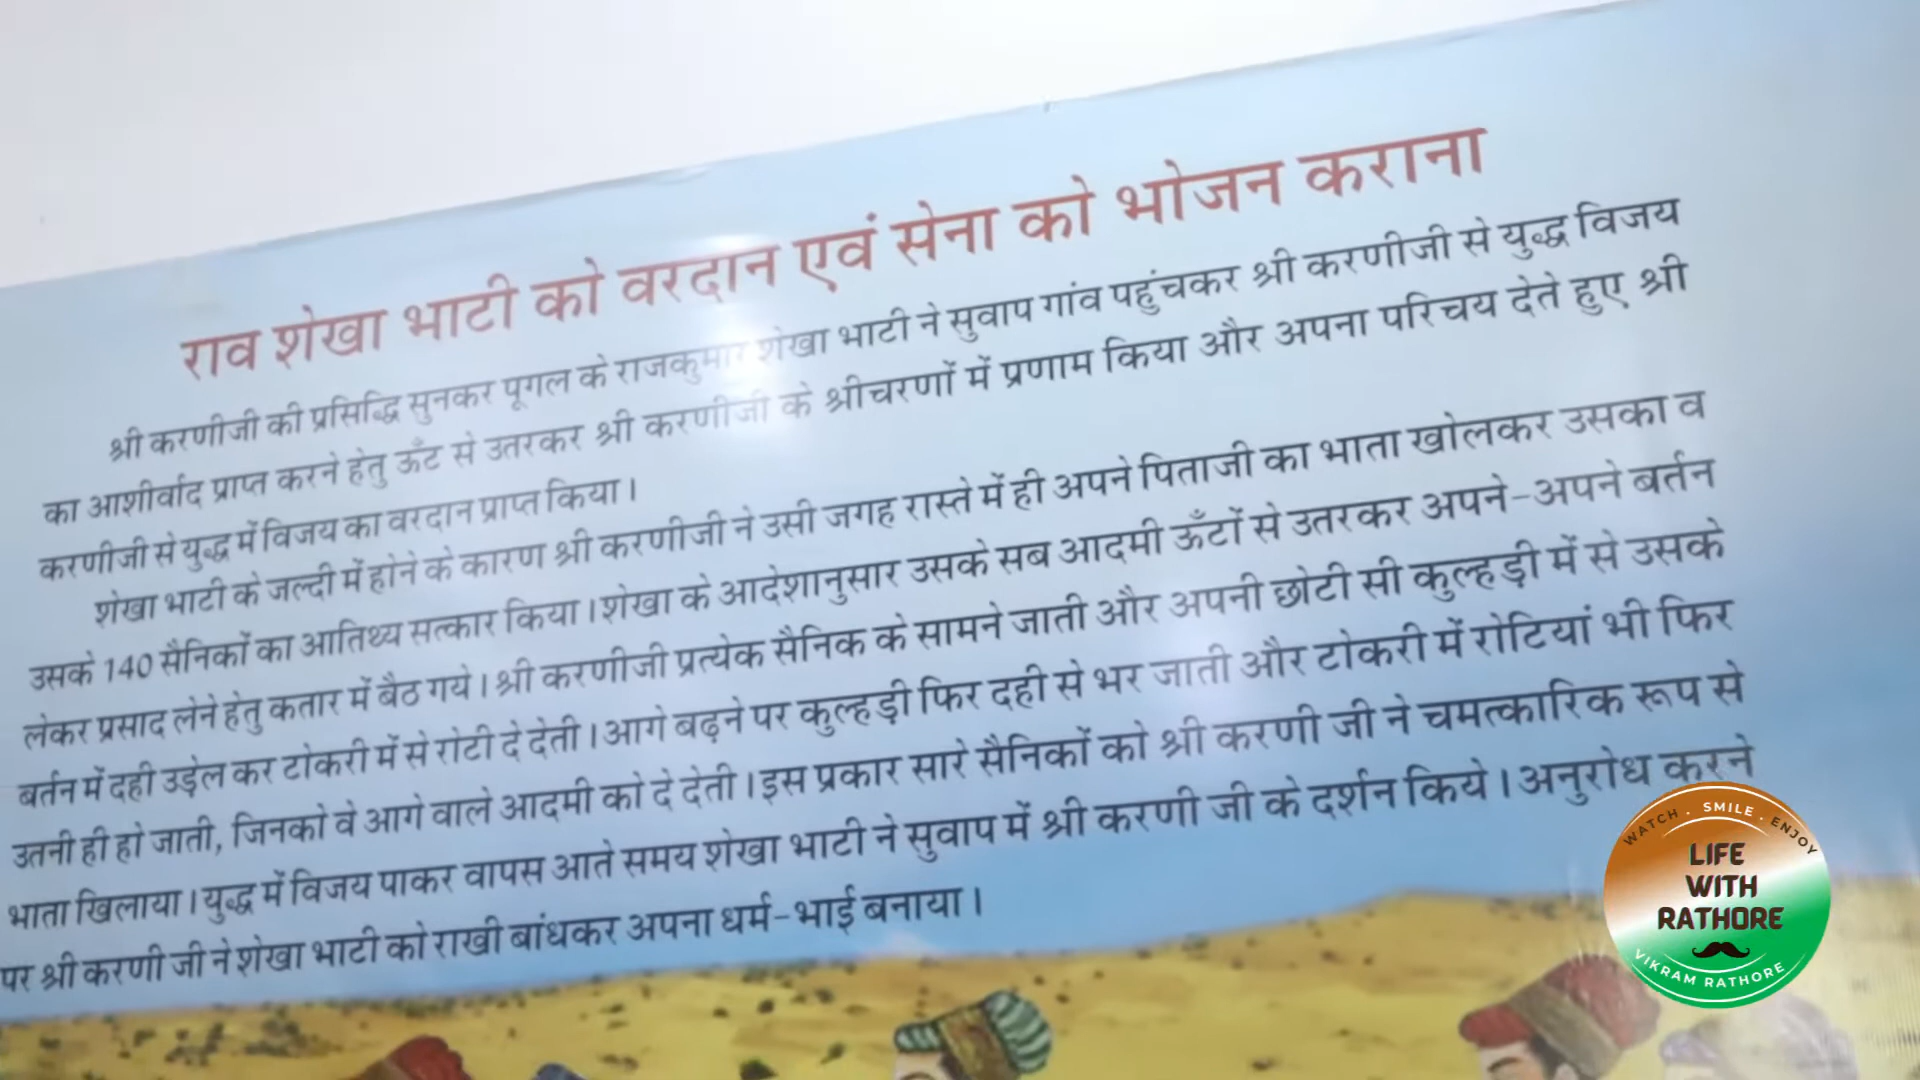 राव शेखा भाटी को वरदान एवं सेना को भोजन कराना
श्री करणीजी की प्रसिद्धि सुनकर पूगल के राजकुमार शेखा भाटी ने सुवाप गांव पहुंचकर श्री करणीजी से युद्ध विजय
का आशीर्वाद प्राप्त करने हेतु ऊँट से उतरकर श्री करणीजी के श्रीचरणों में प्रणाम किया और अपना परिचय देते हुए श्री
करणीजी से युद्ध में विजय का वरदान प्राप्त किया।
शेखा भाटी के जल्दी में होने के कारण श्री करणीजी ने उसी जगह रास्ते में ही अपने पिताजी का भाता खोलकर उसका व
उसके 140 सैनिकों का आतिथ्य सत्कार किया। शेखा के आदेशानुसार उसके सब आदमी ऊँटों से उतरकर अपने-अपने बर्तन
लेकर प्रसाद लेने हेतु कतार में बैठ गये। श्री करणीजी प्रत्येक सैनिक के सामने जाती और अपनी छोटी सी कुल्हड़ी में से उसके
बर्तन में दही उड़ेल कर टोकरी में से रोटी दे देती। आगे बढ़ने पर कुल्हड़ी फिर दही से भर जाती और टोकरी में रोटियां भी फिर
उतनी ही हो जाती, जिनको वे आगे वाले आदमी को दे देती। इस प्रकार सारे सैनिकों को श्री करणी जी ने चमत्कारिक रूप से
भाता खिलाया। युद्ध में विजय पाकर वापस आते समय शेखा भाटी ने सुवाप में श्री करणी जी के दर्शन किये। अनुरोध करने
पर श्री करणी जी ने शेखा भाटी को राखी बांधकर अपना धर्म-भाई बनाया।
WATCH . SMILE . ENJOY
LIFE
WITH
RATHORE
VIKRAM RATHORE